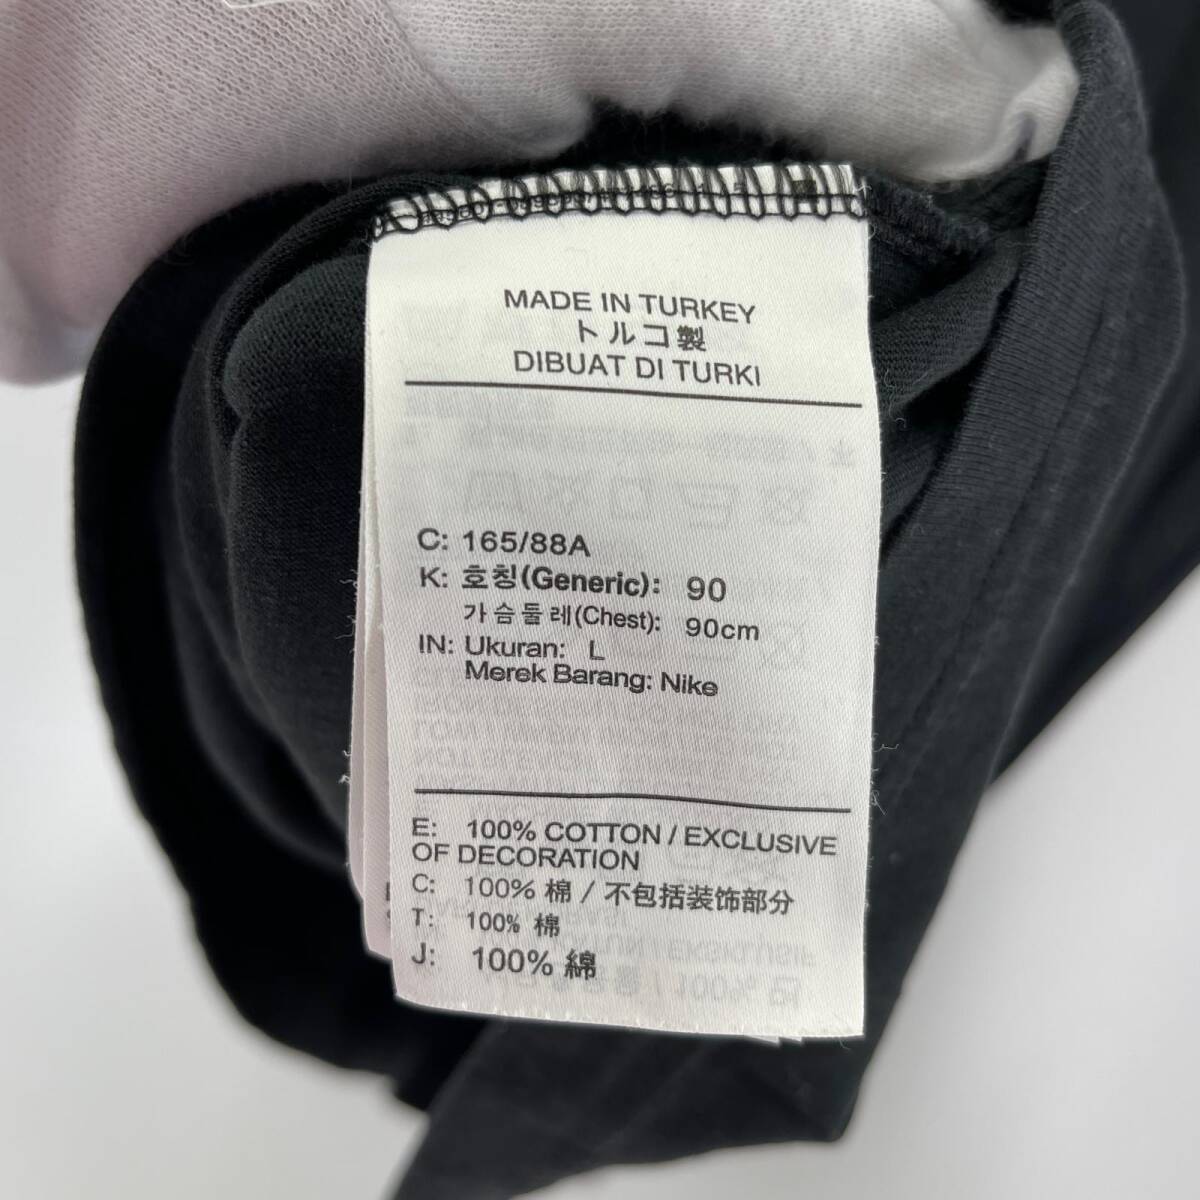 MADE IN TURKEY
トルコ製
DIBUAT DI TURKI
C: 165/88A
K: 호칭(Generic): 90
가슴둘레(Chest): 90cm
IN: Ukuran: L
Merek Barang: Nike
E: 100% COTTON / EXCLUSIVE
OF DECORATION
C: 100% 棉 / 不包括装饰部分
T: 100% 棉
J: 100% 綿